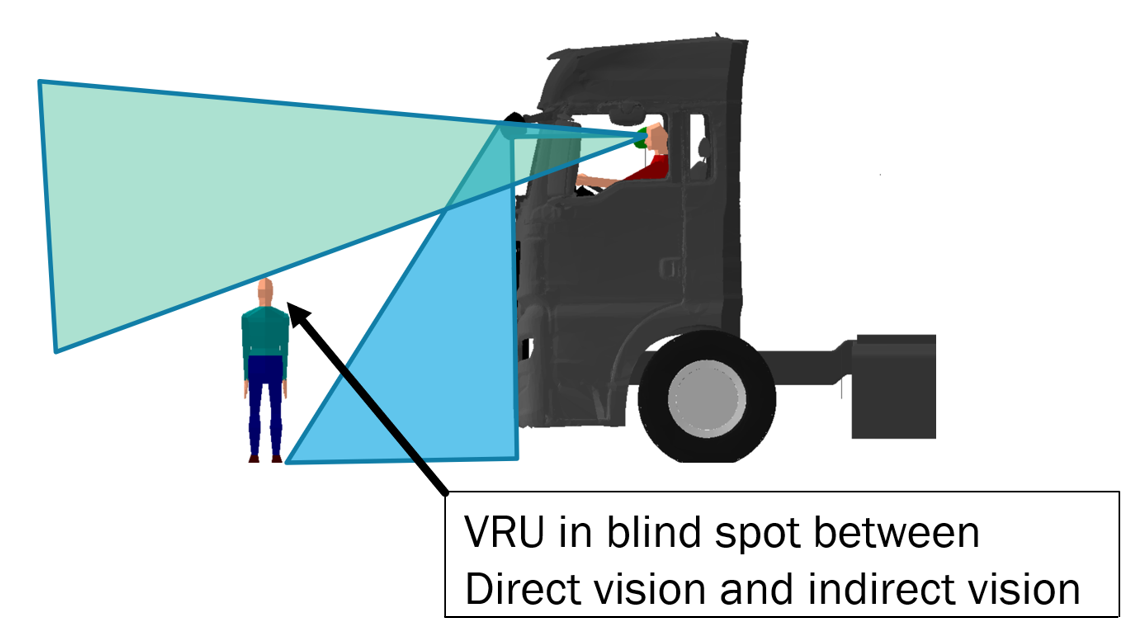 VRU in blind spot between
Direct vision and indirect vision